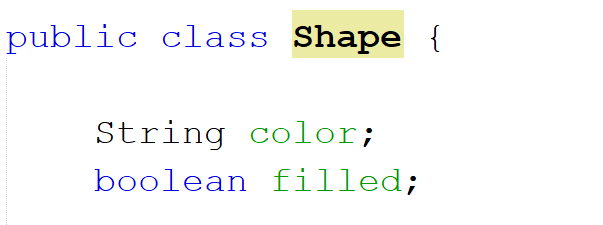 public class Shape {
String color;
boolean filled;